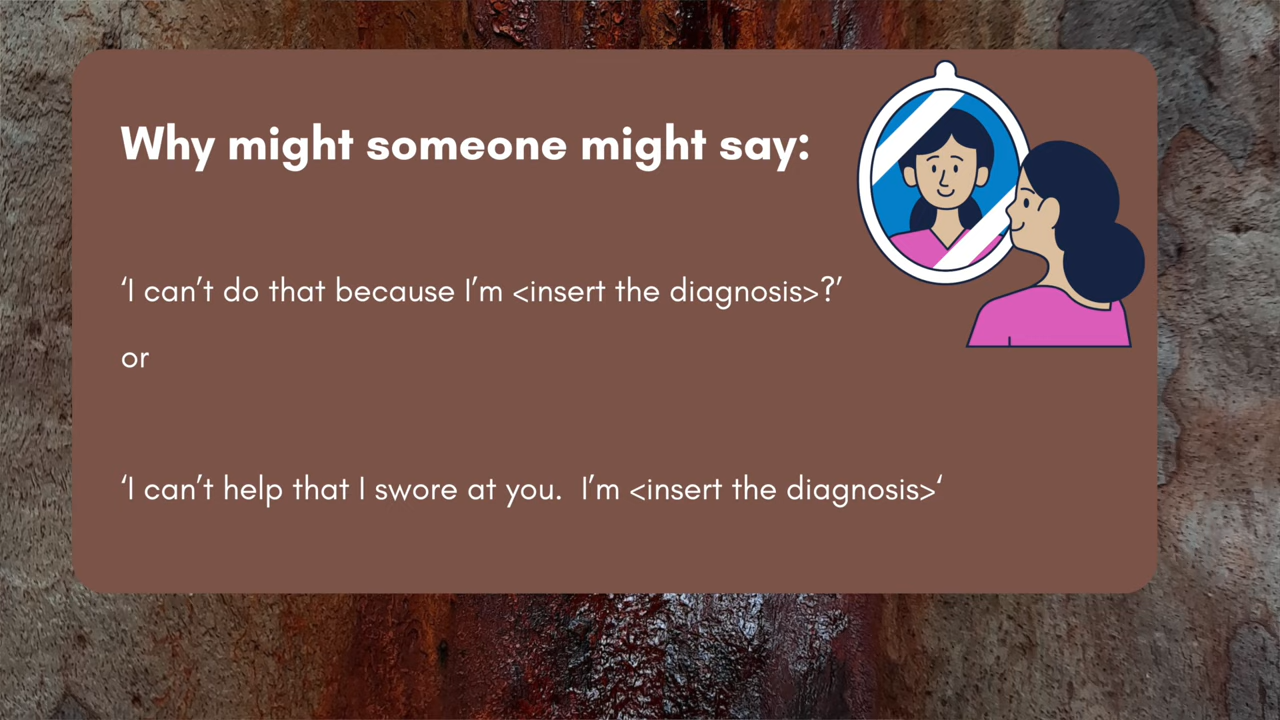 Why might someone might say:
‘I can’t do that because I’m <insert the diagnosis>?’
or
‘I can’t help that I swore at you.  I’m <insert the diagnosis>‘